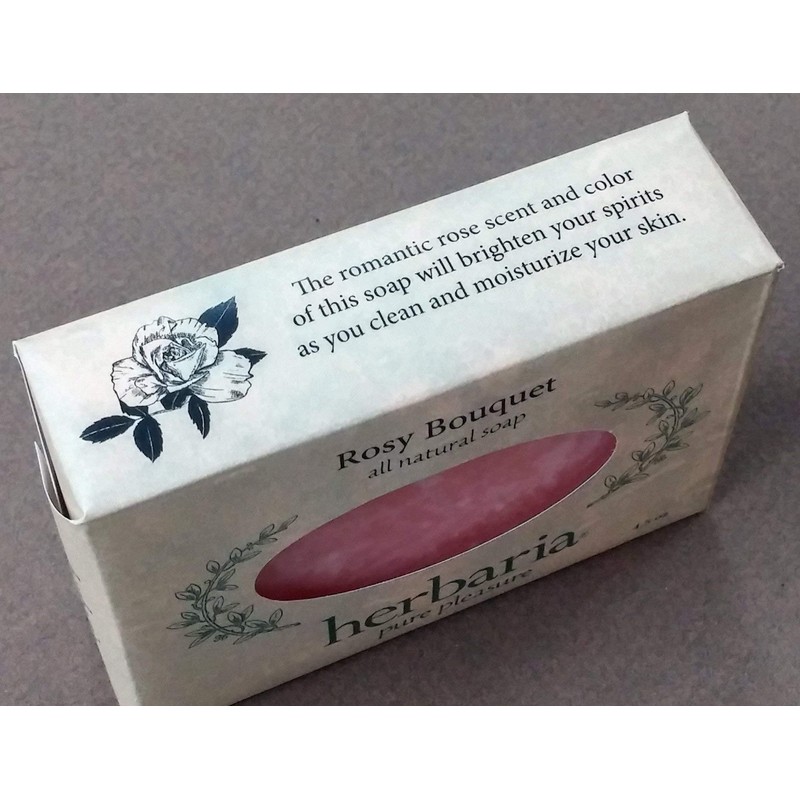 The romantic rose scent and color
of this soap will brighten your spirits
as you clean and moisturize your skin.
Rosy Bouquet
all natural soap
herbaria®
pure pleasure